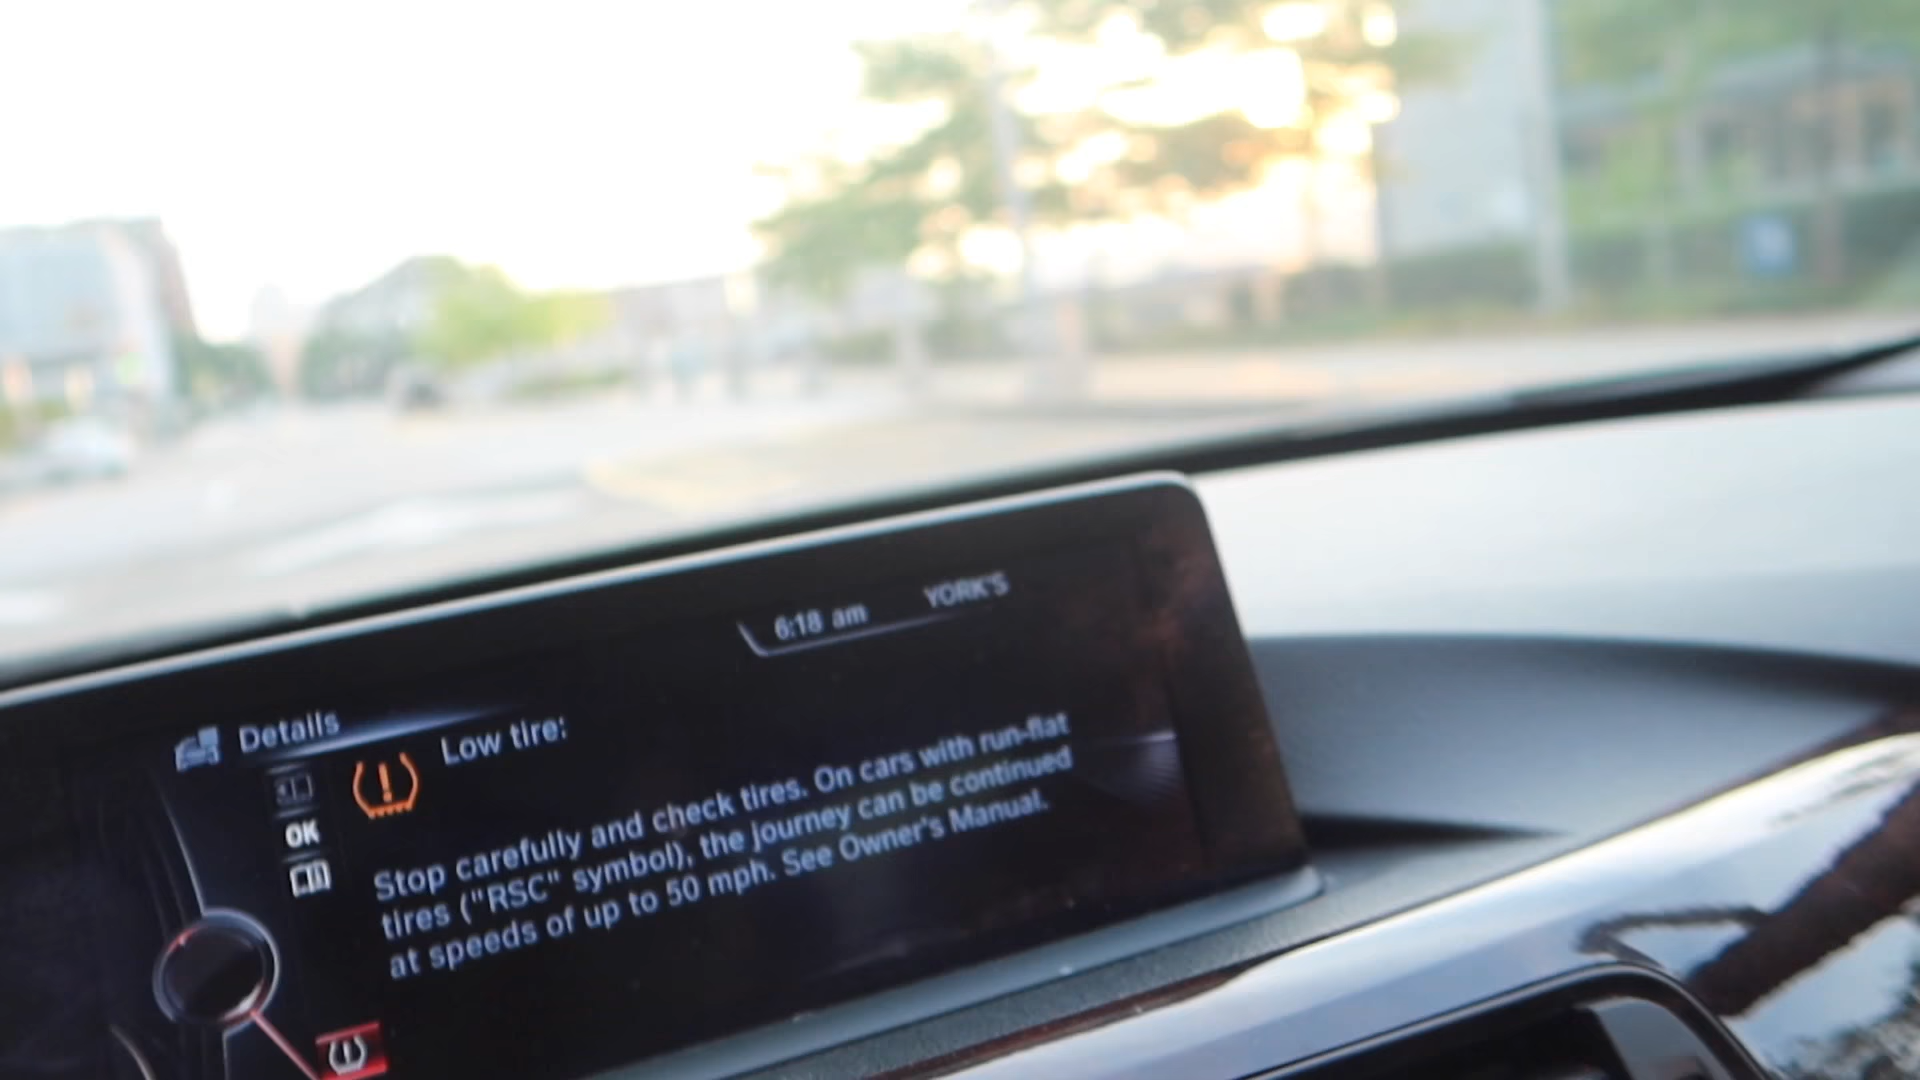 6:18 am YORK'S
Details
Low tire:
OK
Stop carefully and check tires. On cars with run-flat
tires ("RSC" symbol), the journey can be continued
at speeds of up to 50 mph. See Owner's Manual.